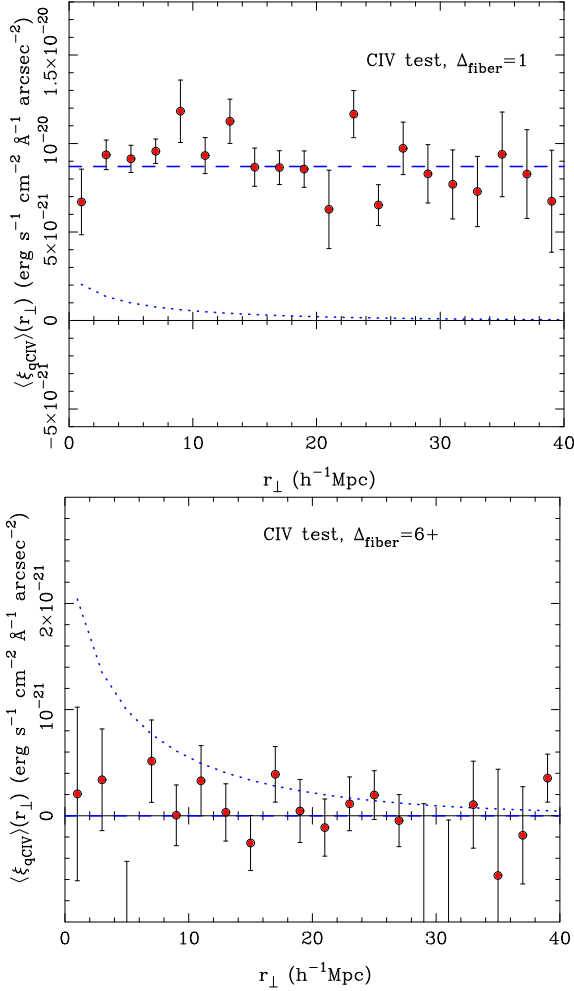 CIV test, Δfiber=1
1.5×10⁻²⁰
10⁻²⁰
5×10⁻²¹
0
−5×10⁻²¹
⟨ξqCIV⟩(r⊥) (erg s⁻¹ cm⁻² Å⁻¹ arcsec⁻²)
0 10 20 30 40
r⊥ (h⁻¹Mpc)
CIV test, Δfiber=6+
2×10⁻²¹
10⁻²¹
0
⟨ξqCIV⟩(r⊥) (erg s⁻¹ cm⁻² Å⁻¹ arcsec⁻²)
0 10 20 30 40
r⊥ (h⁻¹Mpc)